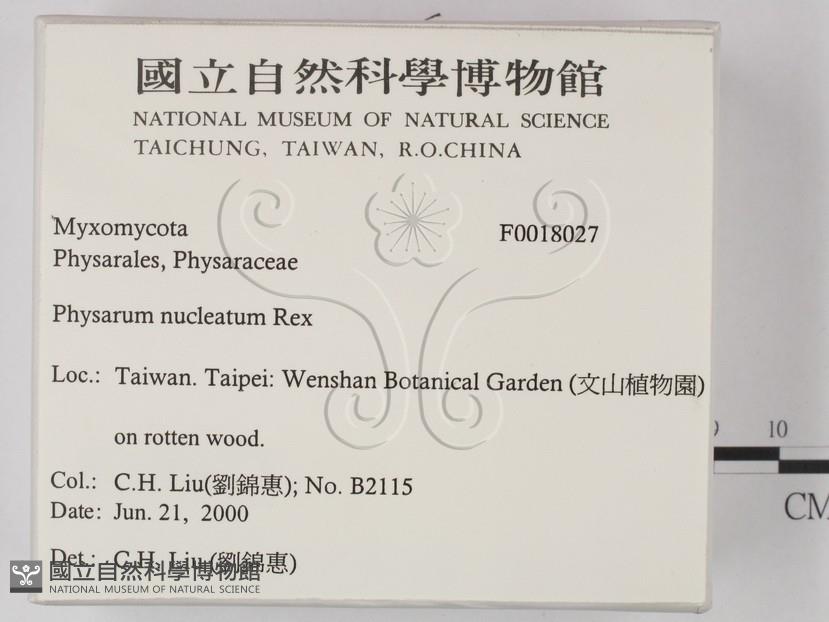 國立自然科學博物館
NATIONAL MUSEUM OF NATURAL SCIENCE
TAICHUNG, TAIWAN, R.O.CHINA
Myxomycota F0018027
Physarales, Physaraceae
Physarum nucleatum Rex
Loc.: Taiwan. Taipei: Wenshan Botanical Garden (文山植物園)
on rotten wood.
Col.: C.H. Liu(劉錦惠); No. B2115
Date: Jun. 21, 2000
Det.: C.H. Liu (劉錦惠)
國立自然科學博物館
NATIONAL MUSEUM OF NATURAL SCIENCE
9 10
CM